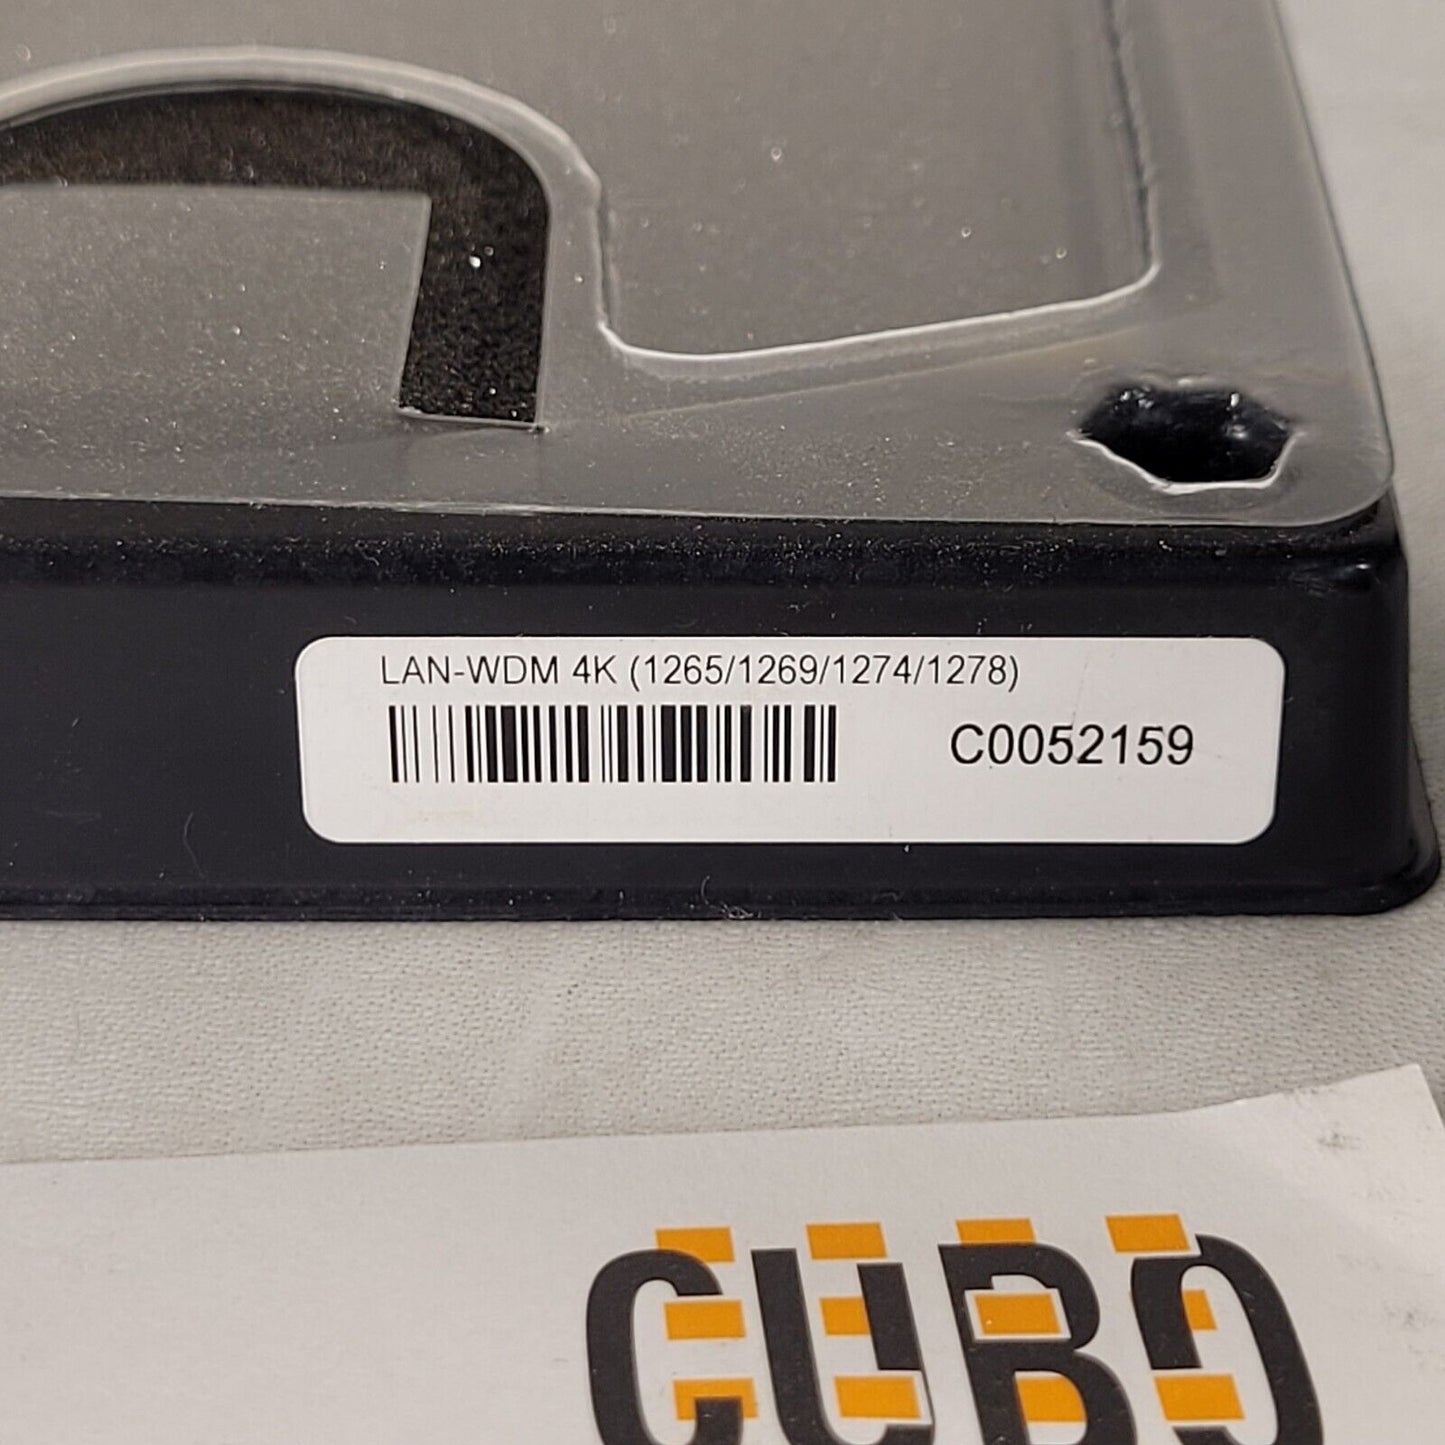 LAN-WDM 4K (1265/1269/1274/1278)
C0052159
CUBO